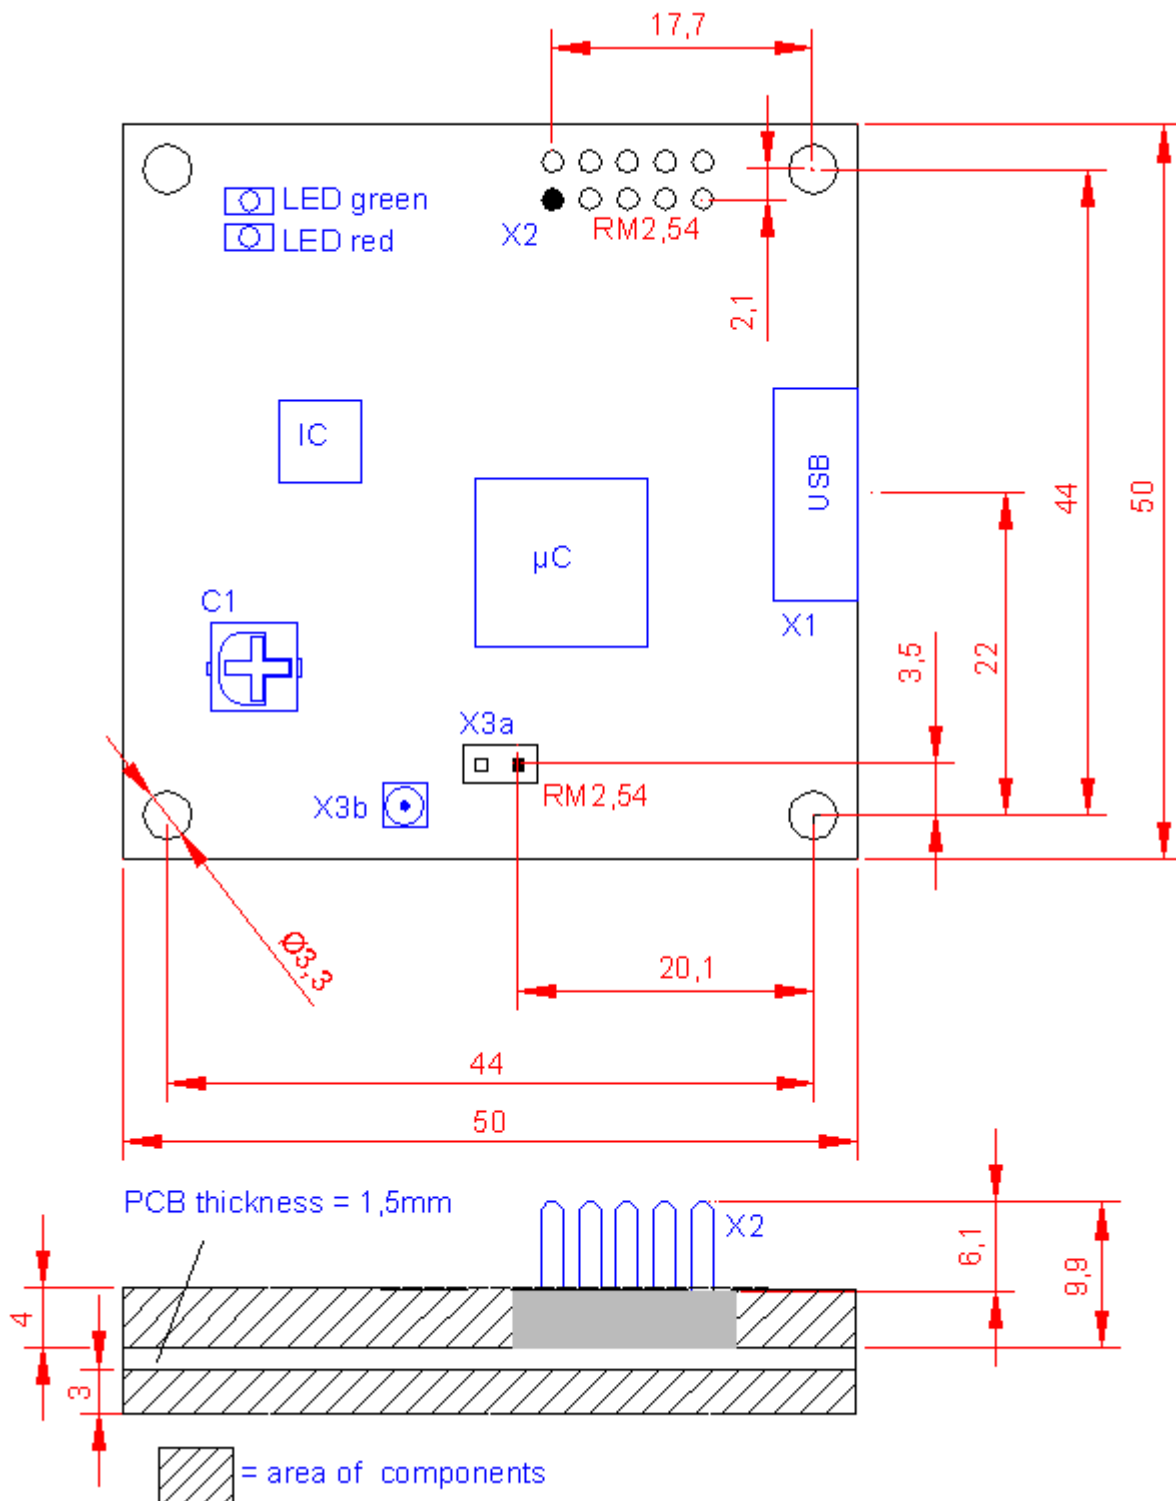 17,7
LED green
LED red
X2
RM2,54
2,1
IC
USB
44
50
µC
C1
X1
3,5
22
X3a
X3b
RM2,54
Ø3,3
20,1
44
50
PCB thickness = 1,5mm
X2
6,1
9,9
4
3
= area of components